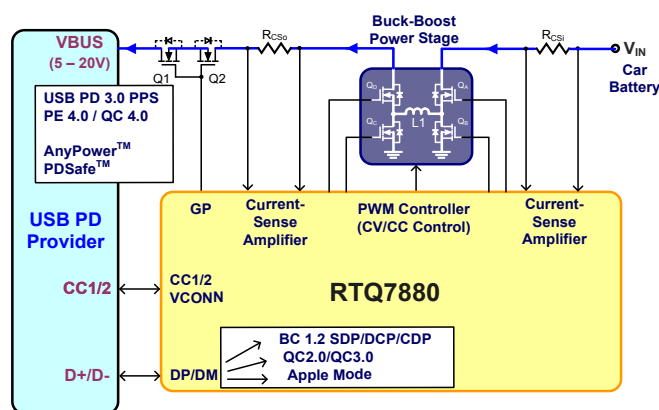 Buck-Boost
Power Stage
VBUS
(5 – 20V)
RCSo
RCSi
VIN
Car
Battery
Q1
Q2
QD
QA
QC
QB
L1
USB PD 3.0 PPS
PE 4.0 / QC 4.0
AnyPower™
PDSafe™
USB PD
Provider
GP
Current-
Sense
Amplifier
PWM Controller
(CV/CC Control)
Current-
Sense
Amplifier
CC1/2
CC1/2
VCONN
RTQ7880
D+/D-
DP/DM
BC 1.2 SDP/DCP/CDP
QC2.0/QC3.0
Apple Mode